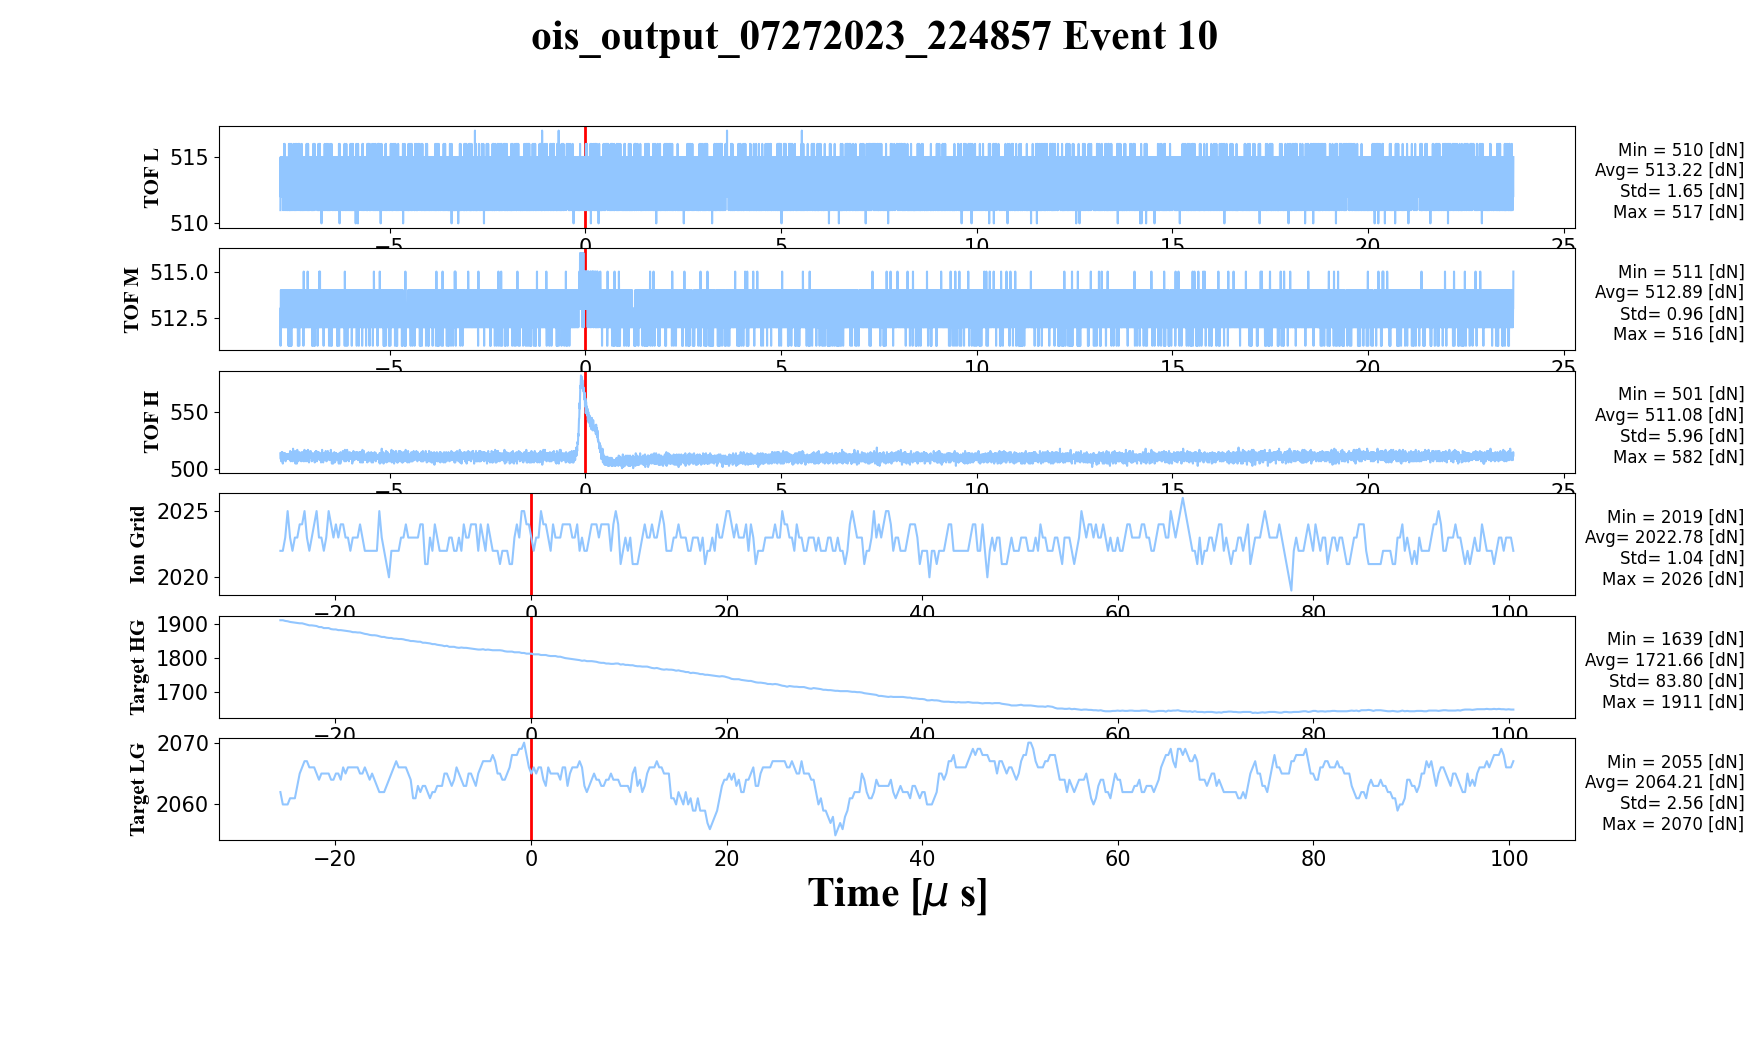 ois_output_07272023_224857 Event 10
TOF L
515
510
Min = 510 [dN]
Avg= 513.22 [dN]
Std= 1.65 [dN]
Max = 517 [dN]
−5 0 5 10 15 20 25
TOF M
515.0
512.5
Min = 511 [dN]
Avg= 512.89 [dN]
Std= 0.96 [dN]
Max = 516 [dN]
−5 0 5 10 15 20 25
TOF H
550
500
Min = 501 [dN]
Avg= 511.08 [dN]
Std= 5.96 [dN]
Max = 582 [dN]
−5 0 5 10 15 20 25
Ion Grid
2025
2020
Min = 2019 [dN]
Avg= 2022.78 [dN]
Std= 1.04 [dN]
Max = 2026 [dN]
−20 0 20 40 60 80 100
Target HG
1900
1800
1700
Min = 1639 [dN]
Avg= 1721.66 [dN]
Std= 83.80 [dN]
Max = 1911 [dN]
−20 0 20 40 60 80 100
Target LG
2070
2060
Min = 2055 [dN]
Avg= 2064.21 [dN]
Std= 2.56 [dN]
Max = 2070 [dN]
−20 0 20 40 60 80 100
Time [μ s]